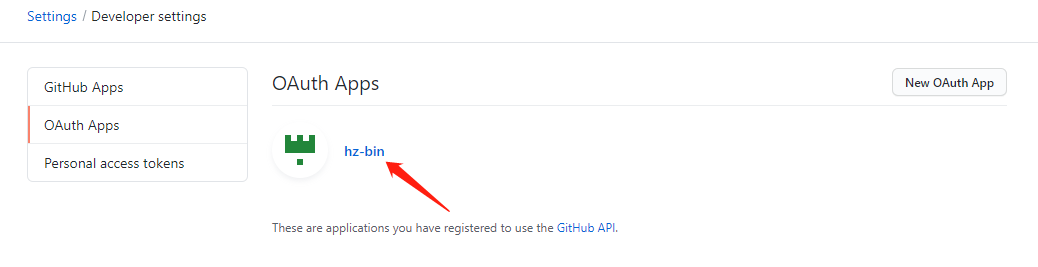 Settings / Developer settings
GitHub Apps
OAuth Apps
Personal access tokens
OAuth Apps
New OAuth App
hz-bin
These are applications you have registered to use the GitHub API.